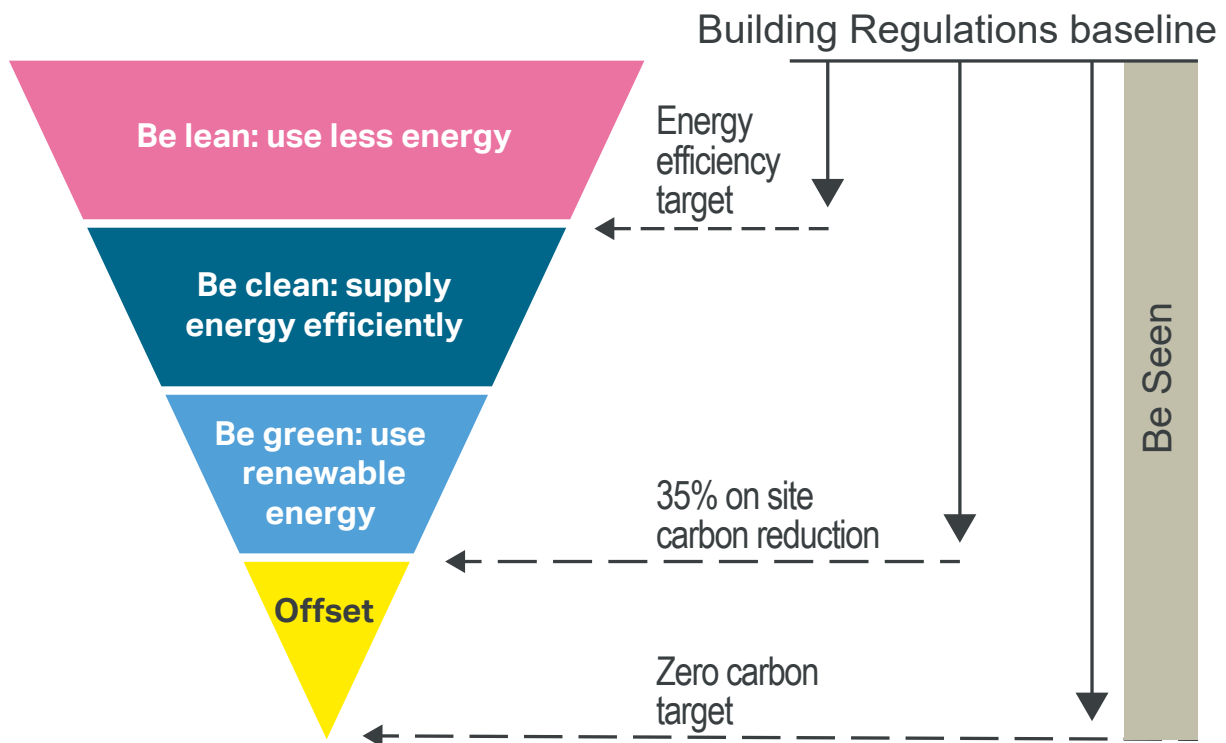 Building Regulations baseline
Be lean: use less energy
Energy
efficiency
target
Be clean: supply
energy efficiently
Be Seen
Be green: use
renewable
energy
35% on site
carbon reduction
Offset
Zero carbon
target